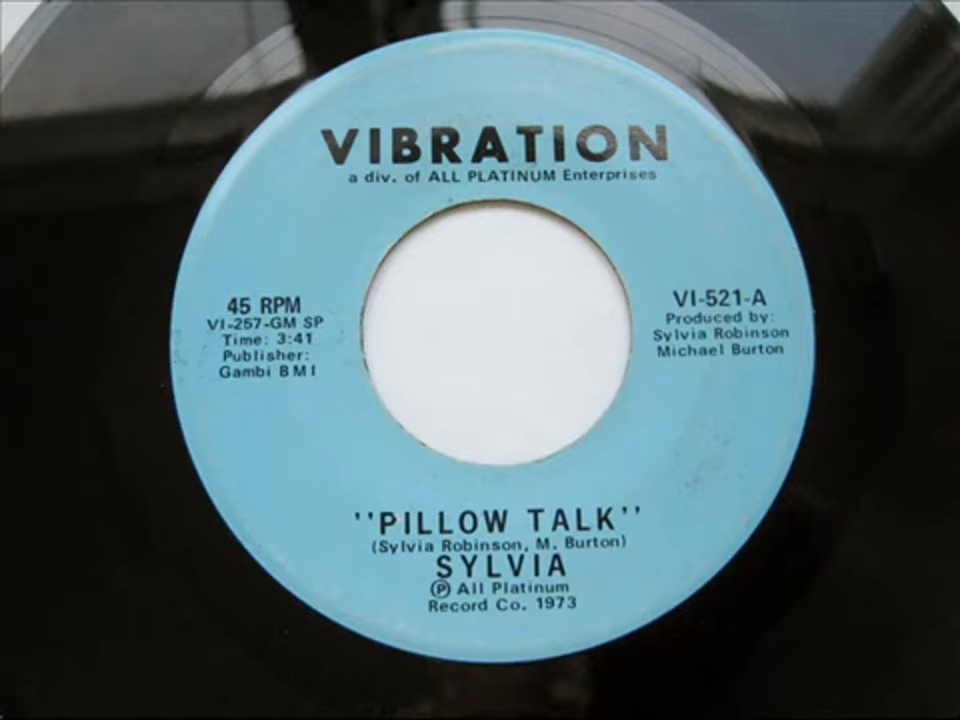 VIBRATION
a div. of ALL PLATINUM Enterprises
45 RPM
VI-257-GM SP
Time: 3:41
Publisher:
Gambi BMI
VI-521-A
Produced by:
Sylvia Robinson
Michael Burton
"PILLOW TALK"
(Sylvia Robinson, M. Burton)
SYLVIA
℗ All Platinum
Record Co. 1973